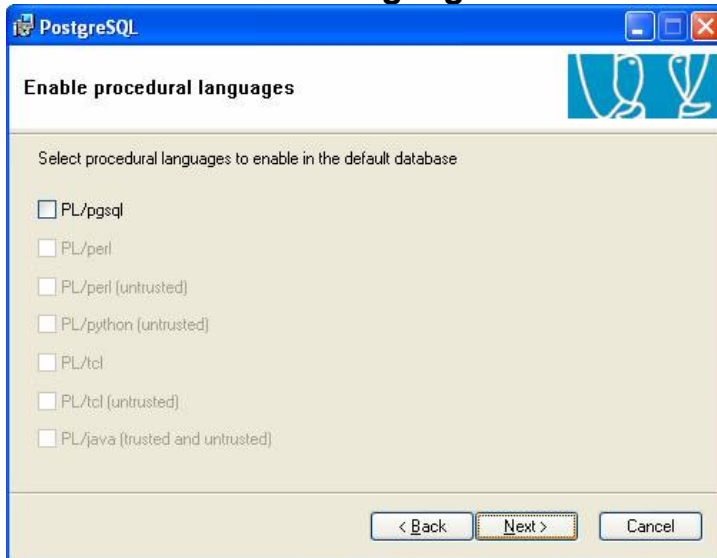 PostgreSQL
Enable procedural languages
Select procedural languages to enable in the default database
PL/pgsql
PL/perl
PL/perl (untrusted)
PL/python (untrusted)
PL/tcl
PL/tcl (untrusted)
PL/java (trusted and untrusted)
< Back Next > Cancel